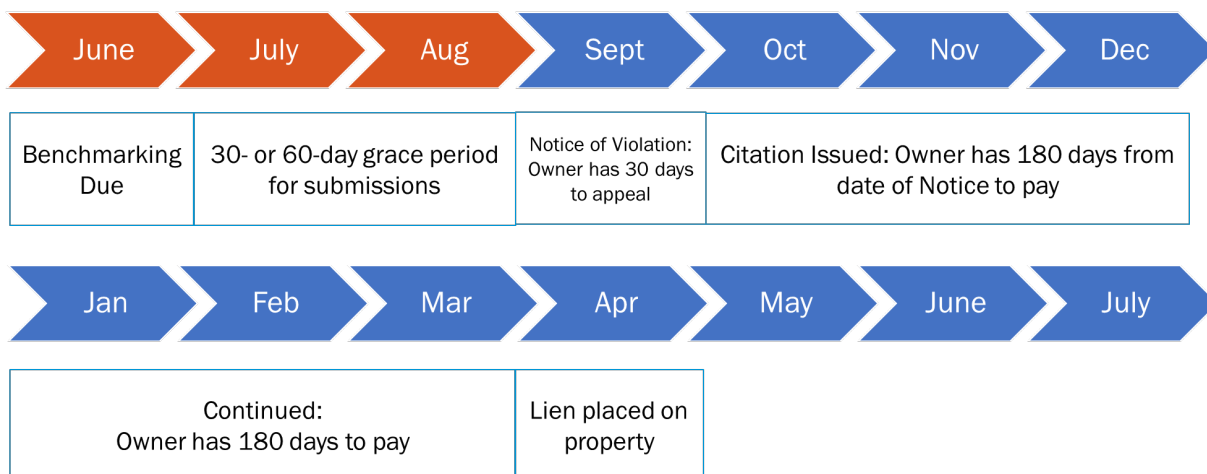 June
July
Aug
Sept
Oct
Nov
Dec
Benchmarking
Due
30- or 60-day grace period
for submissions
Notice of Violation:
Owner has 30 days
to appeal
Citation Issued: Owner has 180 days from
date of Notice to pay
Jan
Feb
Mar
Apr
May
June
July
Continued:
Owner has 180 days to pay
Lien placed on
property